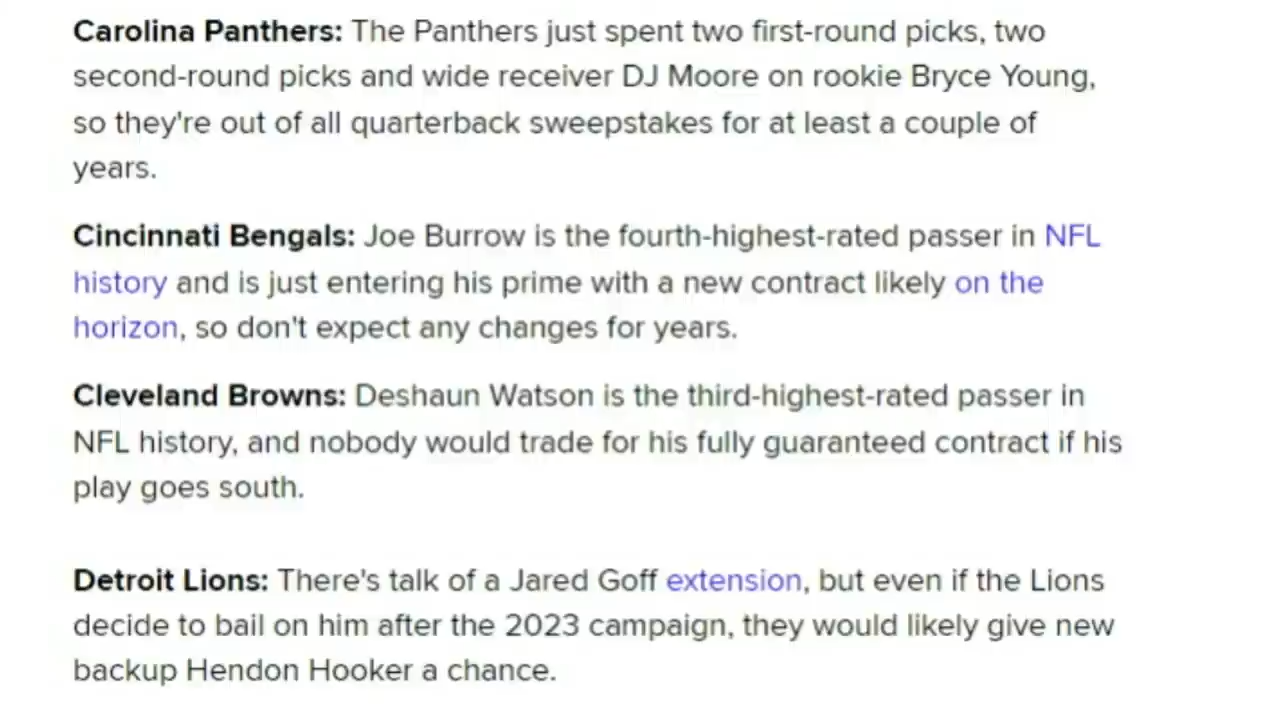 Carolina Panthers: The Panthers just spent two first-round picks, two
second-round picks and wide receiver DJ Moore on rookie Bryce Young,
so they're out of all quarterback sweepstakes for at least a couple of
years.
Cincinnati Bengals: Joe Burrow is the fourth-highest-rated passer in NFL
history and is just entering his prime with a new contract likely on the
horizon, so don't expect any changes for years.
Cleveland Browns: Deshaun Watson is the third-highest-rated passer in
NFL history, and nobody would trade for his fully guaranteed contract if his
play goes south.
Detroit Lions: There's talk of a Jared Goff extension, but even if the Lions
decide to bail on him after the 2023 campaign, they would likely give new
backup Hendon Hooker a chance.